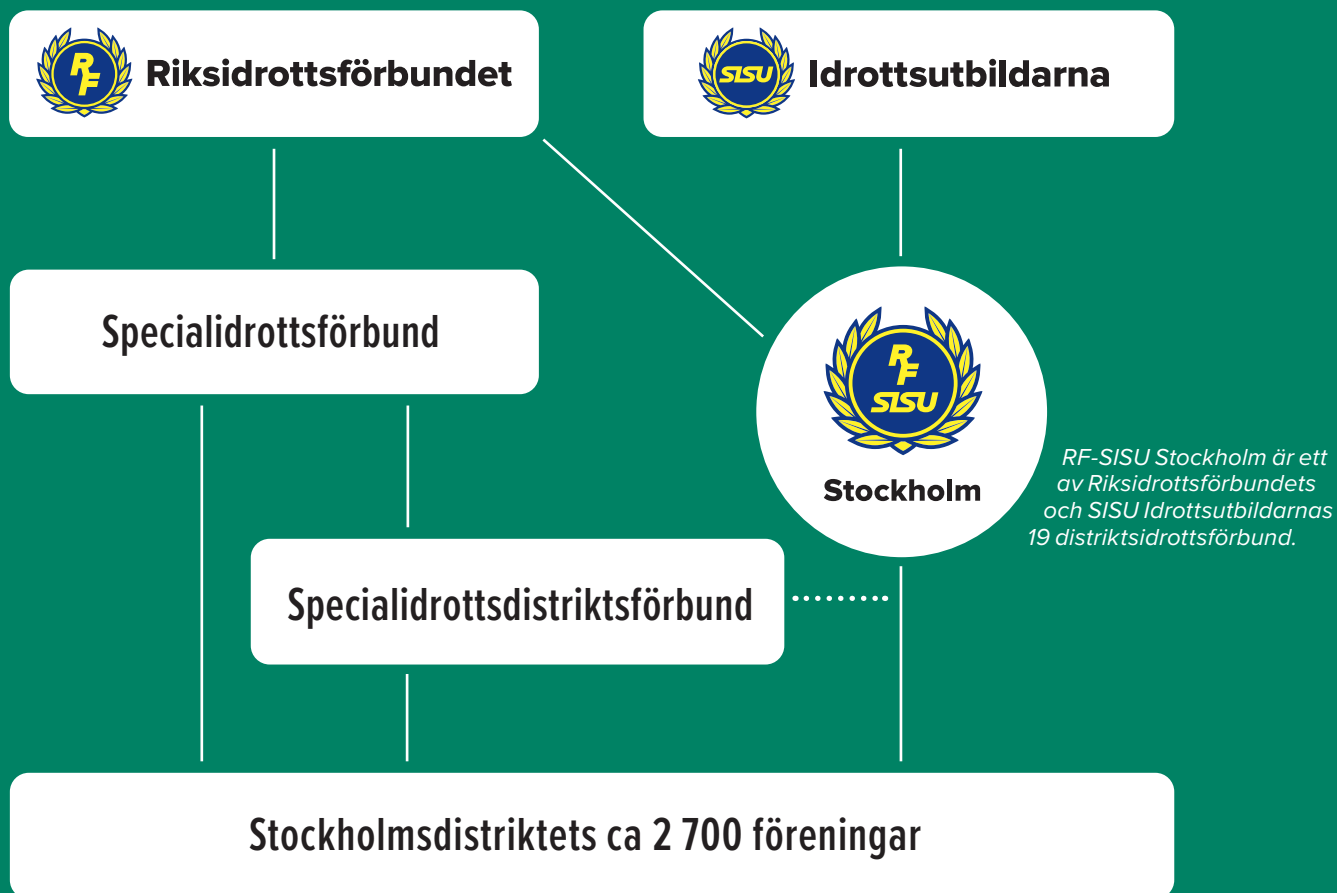 RF
Riksidrottsförbundet
SISU
Idrottsutbildarna
Specialidrottsförbund
RF
SISU
Stockholm
RF-SISU Stockholm är ett
av Riksidrottsförbundets
och SISU Idrottsutbildarnas
19 distriktsidrottsförbund.
Specialidrottsdistriktsförbund
Stockholmsdistriktets ca 2 700 föreningar